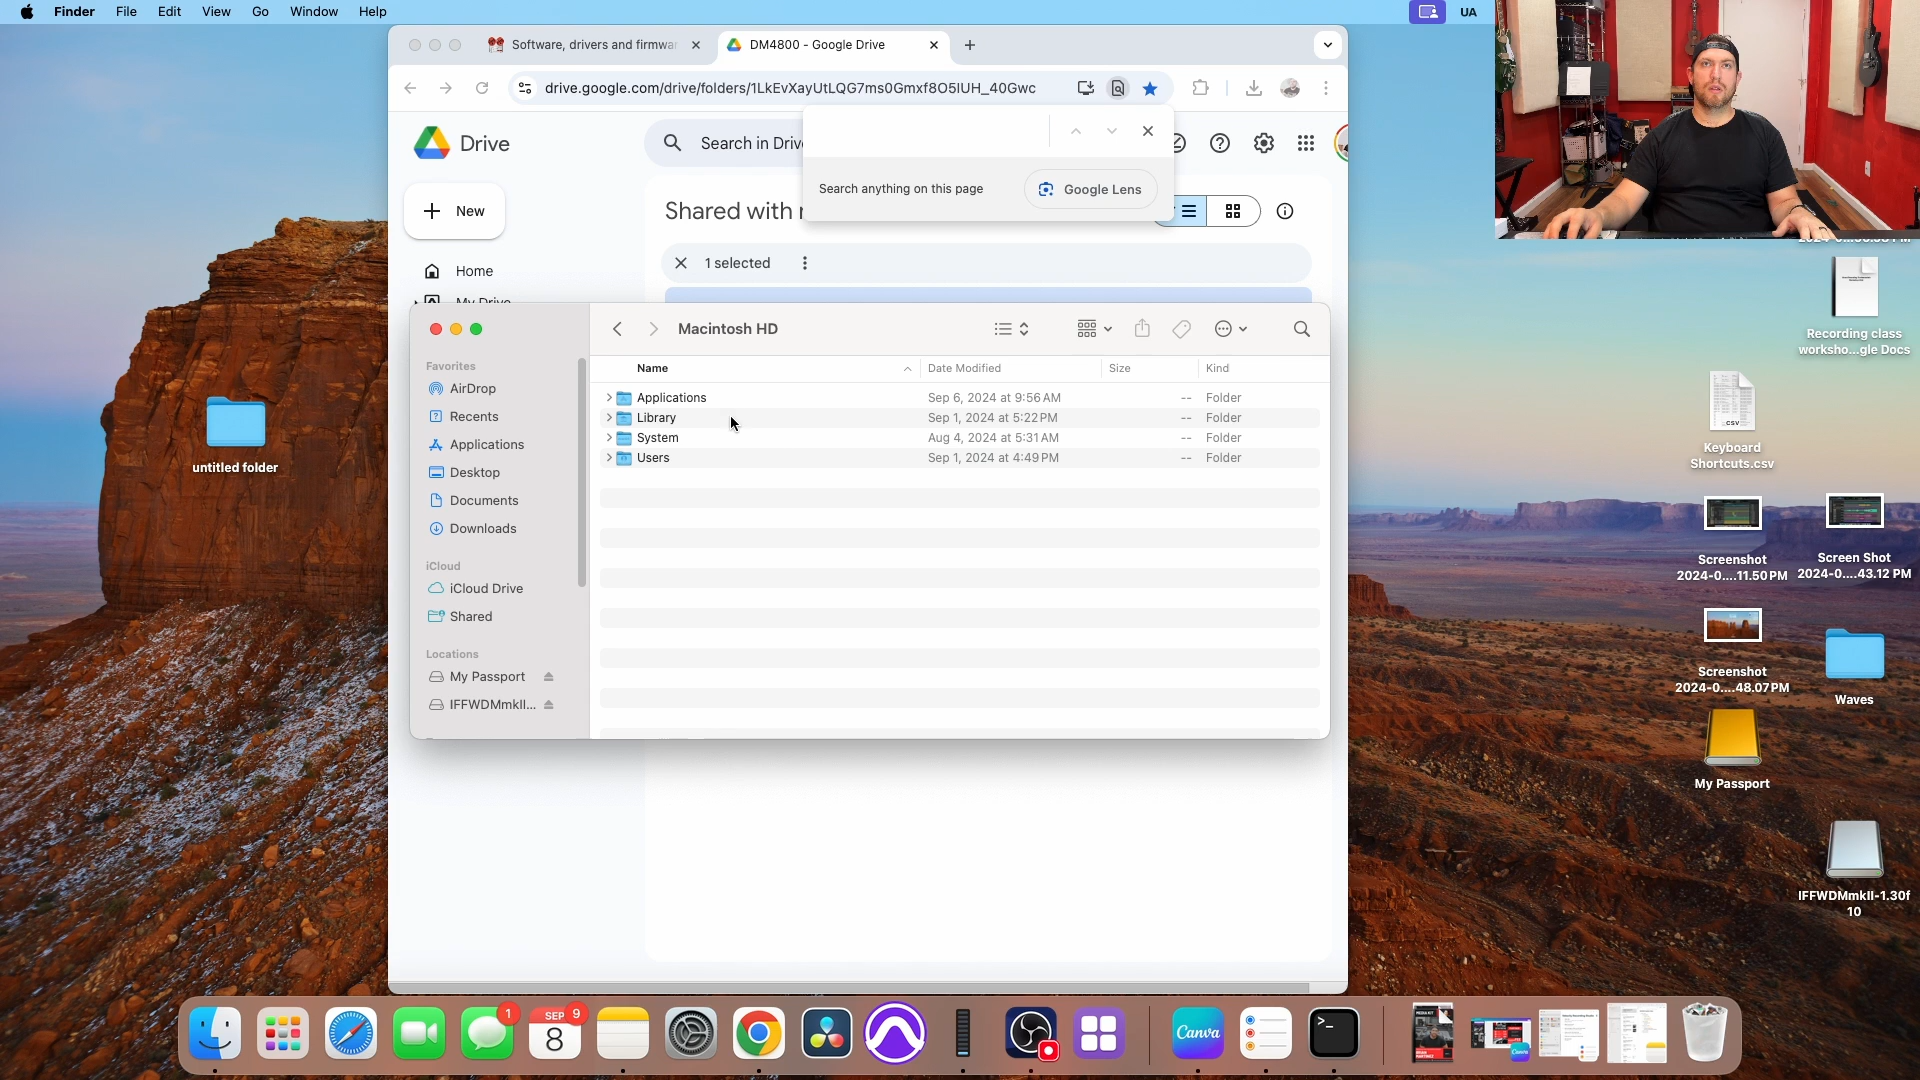 Finder File Edit View Go Window Help
UA
Software, drivers and firmwar
DM4800 - Google Drive
drive.google.com/drive/folders/1LkEvXayUtLQG7ms0Gmxf8O5lUH_40Gwc
Drive
Search in Driv
Search anything on this page
Google Lens
New
Shared with
1 selected
Home
My Drive
Macintosh HD
Favorites
AirDrop
Recents
Applications
Desktop
Documents
Downloads
iCloud
iCloud Drive
Shared
Locations
My Passport
IFFWDMmkII...
Name Date Modified Size Kind
Applications Sep 6, 2024 at 9:56 AM -- Folder
Library Sep 1, 2024 at 5:22 PM -- Folder
System Aug 4, 2024 at 5:31 AM -- Folder
Users Sep 1, 2024 at 4:49 PM -- Folder
untitled folder
Recording class
worksho...gle Docs
CSV
Keyboard
Shortcuts.csv
Screenshot
2024-0....11.50 PM
Screen Shot
2024-0....43.12 PM
Screenshot
2024-0....48.07 PM
Waves
My Passport
IFFWDMmkII-1.30f
10
1
SEP
9
8
Canva